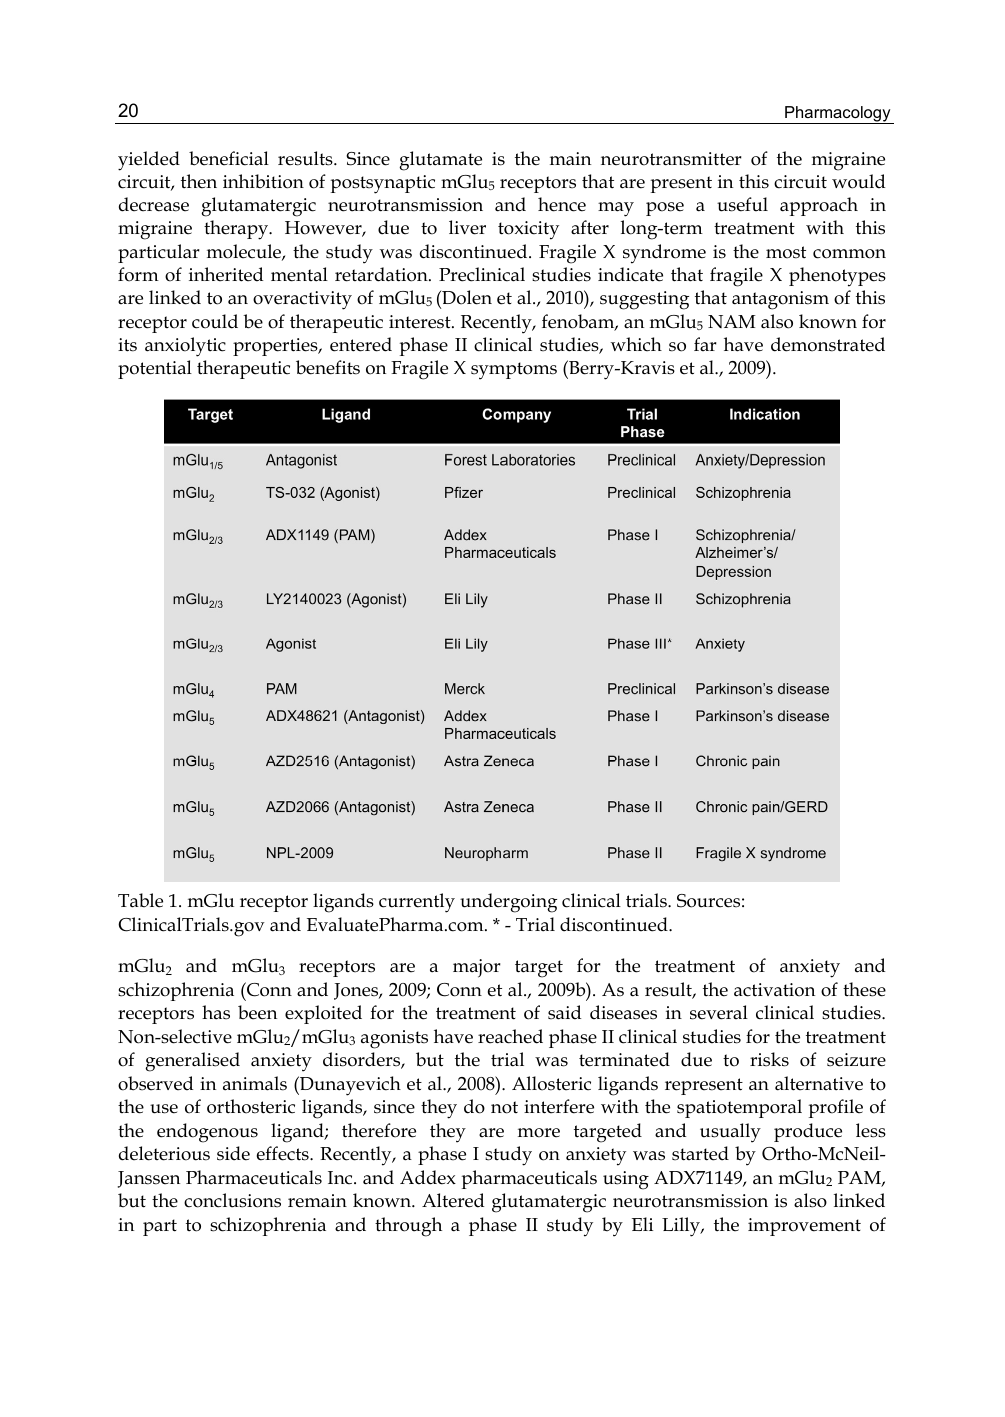 20 Pharmacology
yielded beneficial results. Since glutamate is the main neurotransmitter of the migraine
circuit, then inhibition of postsynaptic mGlu5 receptors that are present in this circuit would
decrease glutamatergic neurotransmission and hence may pose a useful approach in
migraine therapy. However, due to liver toxicity after long-term treatment with this
particular molecule, the study was discontinued. Fragile X syndrome is the most common
form of inherited mental retardation. Preclinical studies indicate that fragile X phenotypes
are linked to an overactivity of mGlu5 (Dolen et al., 2010), suggesting that antagonism of this
receptor could be of therapeutic interest. Recently, fenobam, an mGlu5 NAM also known for
its anxiolytic properties, entered phase II clinical studies, which so far have demonstrated
potential therapeutic benefits on Fragile X symptoms (Berry-Kravis et al., 2009).
Target Ligand Company Trial Indication
Phase
mGlu1/5 Antagonist Forest Laboratories Preclinical Anxiety/Depression
mGlu2 TS-032 (Agonist) Pfizer Preclinical Schizophrenia
mGlu2/3 ADX1149 (PAM) Addex Phase I Schizophrenia/
Pharmaceuticals Alzheimer's/
Depression
mGlu2/3 LY2140023 (Agonist) Eli Lily Phase II Schizophrenia
mGlu2/3 Agonist Eli Lily Phase III* Anxiety
mGlu4 PAM Merck Preclinical Parkinson's disease
mGlu5 ADX48621 (Antagonist) Addex Phase I Parkinson's disease
Pharmaceuticals
mGlu5 AZD2516 (Antagonist) Astra Zeneca Phase I Chronic pain
mGlu5 AZD2066 (Antagonist) Astra Zeneca Phase II Chronic pain/GERD
mGlu5 NPL-2009 Neuropharm Phase II Fragile X syndrome
Table 1. mGlu receptor ligands currently undergoing clinical trials. Sources:
ClinicalTrials.gov and EvaluatePharma.com. * - Trial discontinued.
mGlu2 and mGlu3 receptors are a major target for the treatment of anxiety and
schizophrenia (Conn and Jones, 2009; Conn et al., 2009b). As a result, the activation of these
receptors has been exploited for the treatment of said diseases in several clinical studies.
Non-selective mGlu2/mGlu3 agonists have reached phase II clinical studies for the treatment
of generalised anxiety disorders, but the trial was terminated due to risks of seizure
observed in animals (Dunayevich et al., 2008). Allosteric ligands represent an alternative to
the use of orthosteric ligands, since they do not interfere with the spatiotemporal profile of
the endogenous ligand; therefore they are more targeted and usually produce less
deleterious side effects. Recently, a phase I study on anxiety was started by Ortho-McNeil-
Janssen Pharmaceuticals Inc. and Addex pharmaceuticals using ADX71149, an mGlu2 PAM,
but the conclusions remain known. Altered glutamatergic neurotransmission is also linked
in part to schizophrenia and through a phase II study by Eli Lilly, the improvement of